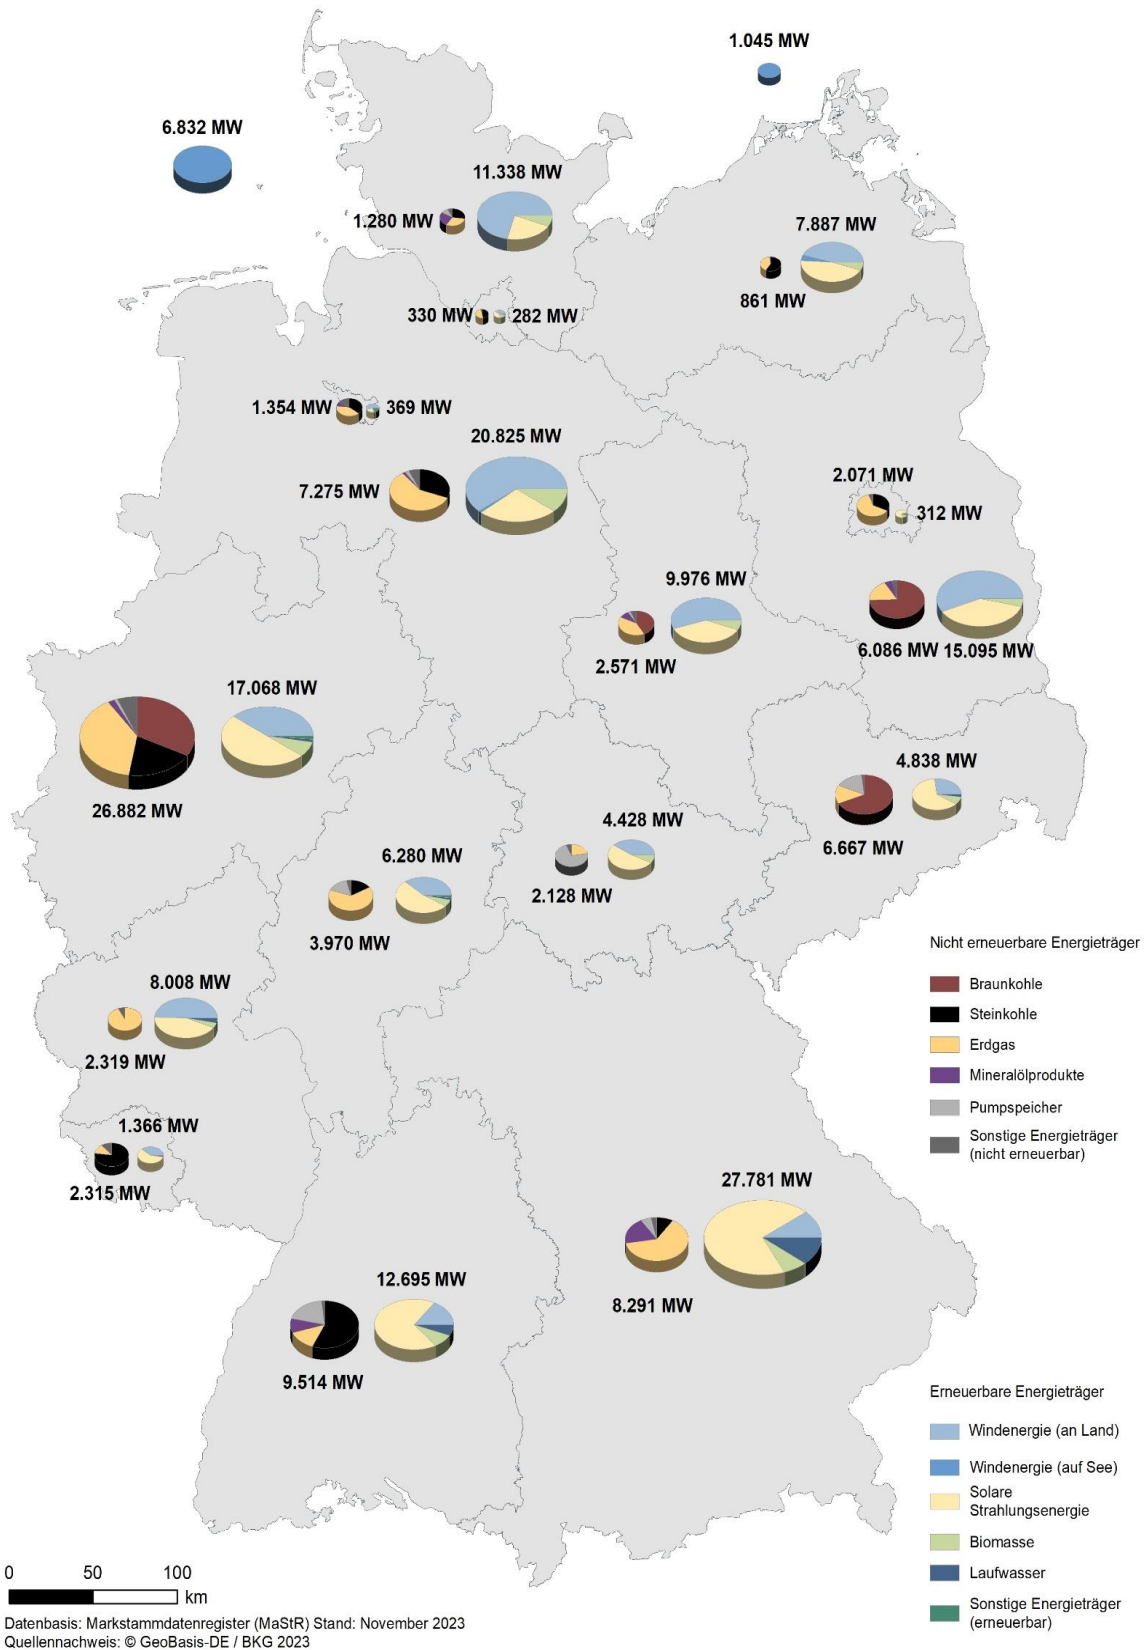 1.045 MW
6.832 MW
11.338 MW
1.280 MW
7.887 MW
861 MW
330 MW
282 MW
1.354 MW
369 MW
20.825 MW
7.275 MW
2.071 MW
312 MW
9.976 MW
2.571 MW
6.086 MW
15.095 MW
17.068 MW
26.882 MW
4.838 MW
6.667 MW
4.428 MW
2.128 MW
6.280 MW
3.970 MW
8.008 MW
2.319 MW
1.366 MW
2.315 MW
27.781 MW
8.291 MW
12.695 MW
9.514 MW
Nicht erneuerbare Energieträger
Braunkohle
Steinkohle
Erdgas
Mineralölprodukte
Pumpspeicher
Sonstige Energieträger
(nicht erneuerbar)
Erneuerbare Energieträger
Windenergie (an Land)
Windenergie (auf See)
Solare
Strahlungsenergie
Biomasse
Laufwasser
Sonstige Energieträger
(erneuerbar)
0 50 100
km
Datenbasis: Markstammdatenregister (MaStR) Stand: November 2023
Quellennachweis: © GeoBasis-DE / BKG 2023